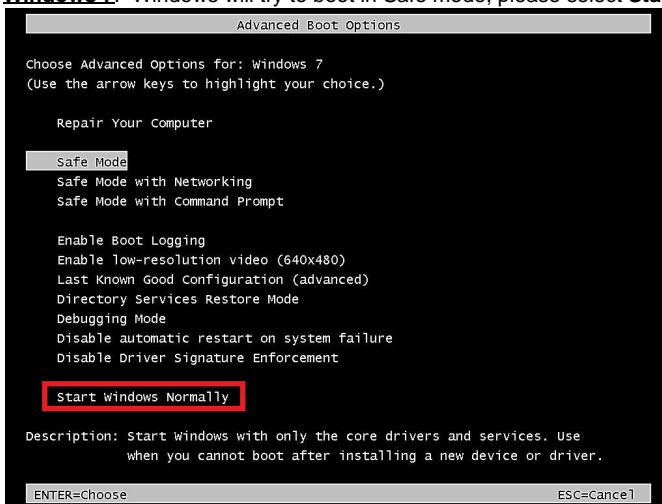 Windows will try to boot in Safe mode, please select
Advanced Boot Options
Choose Advanced Options for: Windows 7
(Use the arrow keys to highlight your choice.)
Repair Your Computer
Safe Mode
Safe Mode with Networking
Safe Mode with Command Prompt
Enable Boot Logging
Enable low-resolution video (640x480)
Last Known Good Configuration (advanced)
Directory Services Restore Mode
Debugging Mode
Disable automatic restart on system failure
Disable Driver Signature Enforcement
Start Windows Normally
Description: Start Windows with only the core drivers and services. Use
when you cannot boot after installing a new device or driver.
ENTER=Choose ESC=Cancel